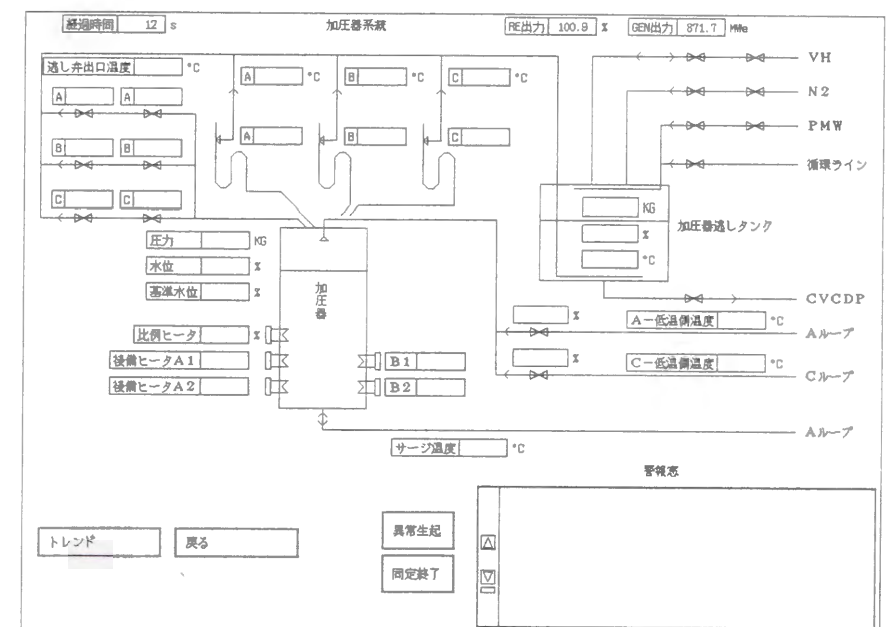 経過時間 12 s 加圧器系統 RE出力 100.9 % GEN出力 871.7 MWe
逃し弁出口温度 °C
A °C B °C C °C
VH
N2
PMW
循環ライン
A A
B B
C C
A B C
KG
%
°C
加圧器逃しタンク
圧力 KG
水位 %
基準水位 %
加圧器
比例ヒータ %
後備ヒータA1
後備ヒータA2
B1
B2
CVCDP
% A－低温側温度 °C
Aループ
% C－低温側温度 °C
Cループ
Aループ
サージ温度 °C
警報窓
トレンド 戻る
異常生起
同定終了
△
▽